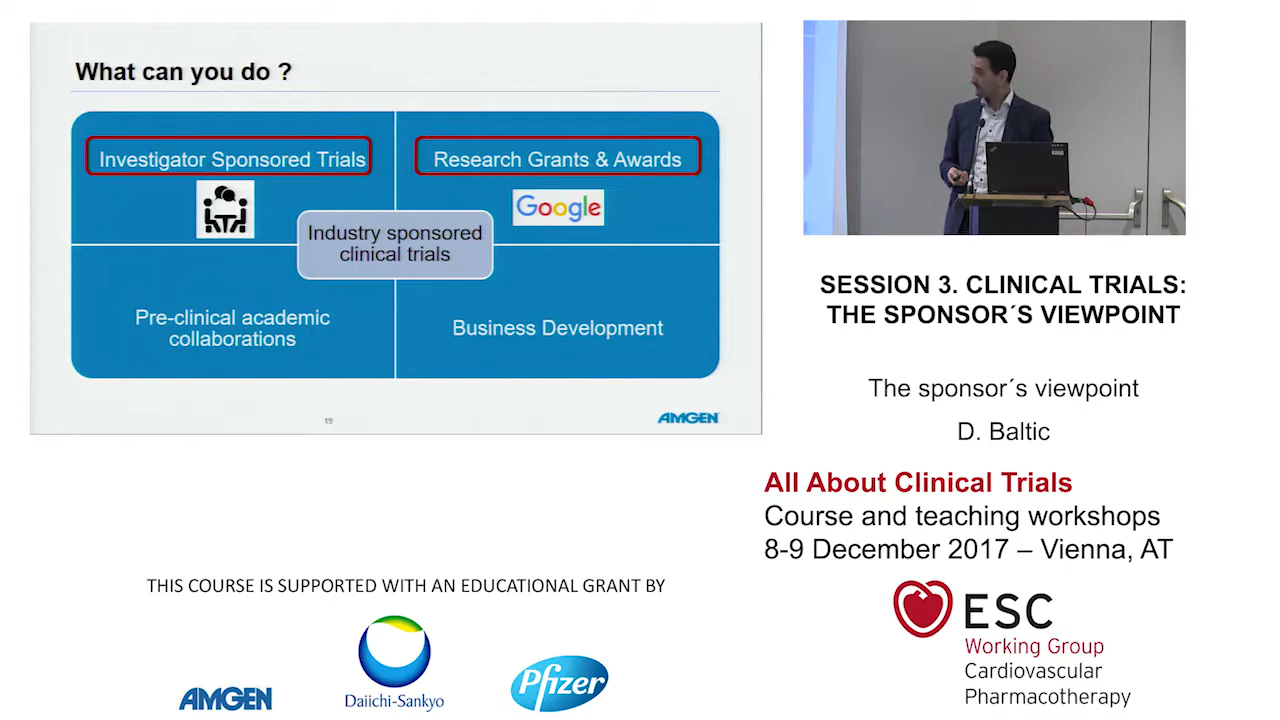 What can you do ?
Investigator Sponsored Trials
Research Grants & Awards
Google
Industry sponsored
clinical trials
Pre-clinical academic
collaborations
Business Development
19
AMGEN
SESSION 3. CLINICAL TRIALS:
THE SPONSOR´S VIEWPOINT
The sponsor´s viewpoint
D. Baltic
All About Clinical Trials
Course and teaching workshops
8-9 December 2017 – Vienna, AT
THIS COURSE IS SUPPORTED WITH AN EDUCATIONAL GRANT BY
AMGEN
Daiichi-Sankyo
Pfizer
ESC
Working Group
Cardiovascular
Pharmacotherapy